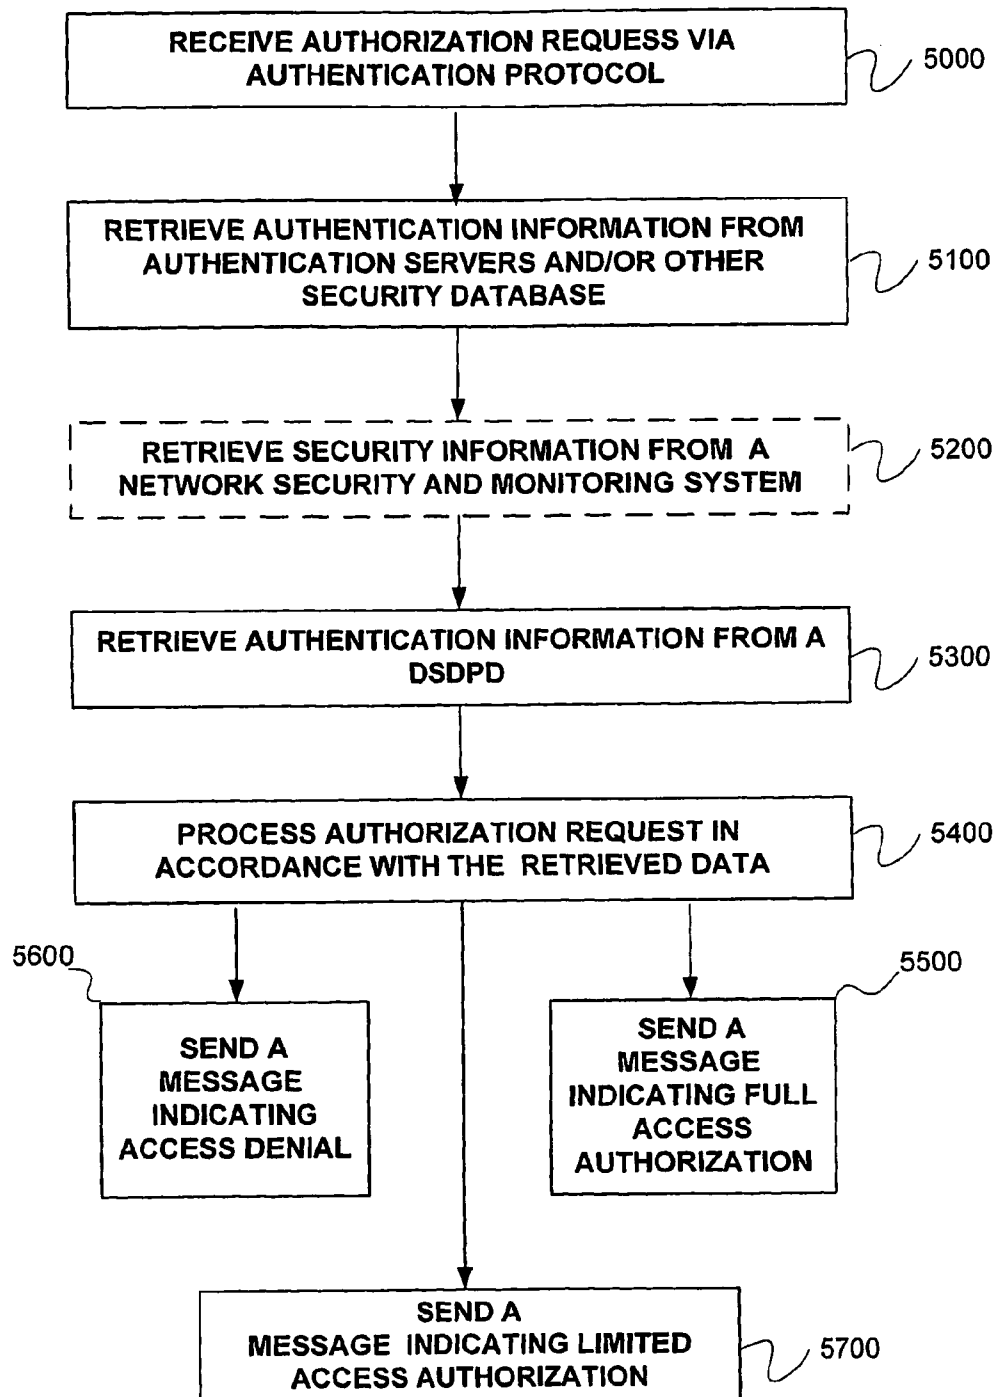 RECEIVE AUTHORIZATION REQUESS VIA
AUTHENTICATION PROTOCOL
5000
RETRIEVE AUTHENTICATION INFORMATION FROM
AUTHENTICATION SERVERS AND/OR OTHER
SECURITY DATABASE
5100
RETRIEVE SECURITY INFORMATION FROM A
NETWORK SECURITY AND MONITORING SYSTEM
5200
RETRIEVE AUTHENTICATION INFORMATION FROM A
DSDPD
5300
PROCESS AUTHORIZATION REQUEST IN
ACCORDANCE WITH THE RETRIEVED DATA
5400
5600
SEND A
MESSAGE
INDICATING
ACCESS DENIAL
5500
SEND A
MESSAGE
INDICATING FULL
ACCESS
AUTHORIZATION
SEND A
MESSAGE INDICATING LIMITED
ACCESS AUTHORIZATION
5700